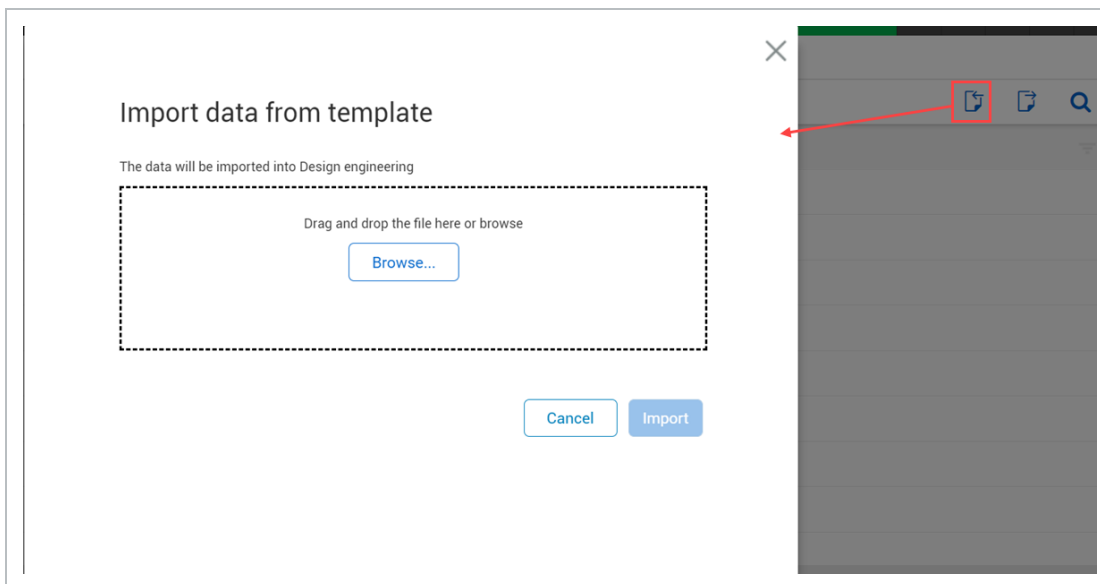 Import data from template
The data will be imported into Design engineering
Drag and drop the file here or browse
Browse...
Cancel
Import